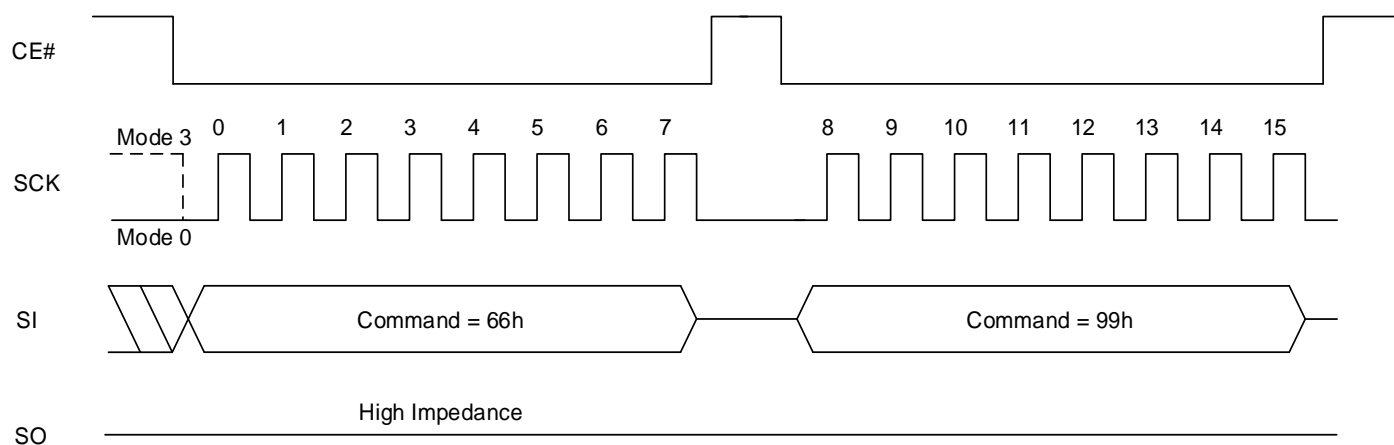 CE#
Mode 3 0 1 2 3 4 5 6 7 8 9 10 11 12 13 14 15
SCK
Mode 0
SI Command = 66h Command = 99h
High Impedance
SO